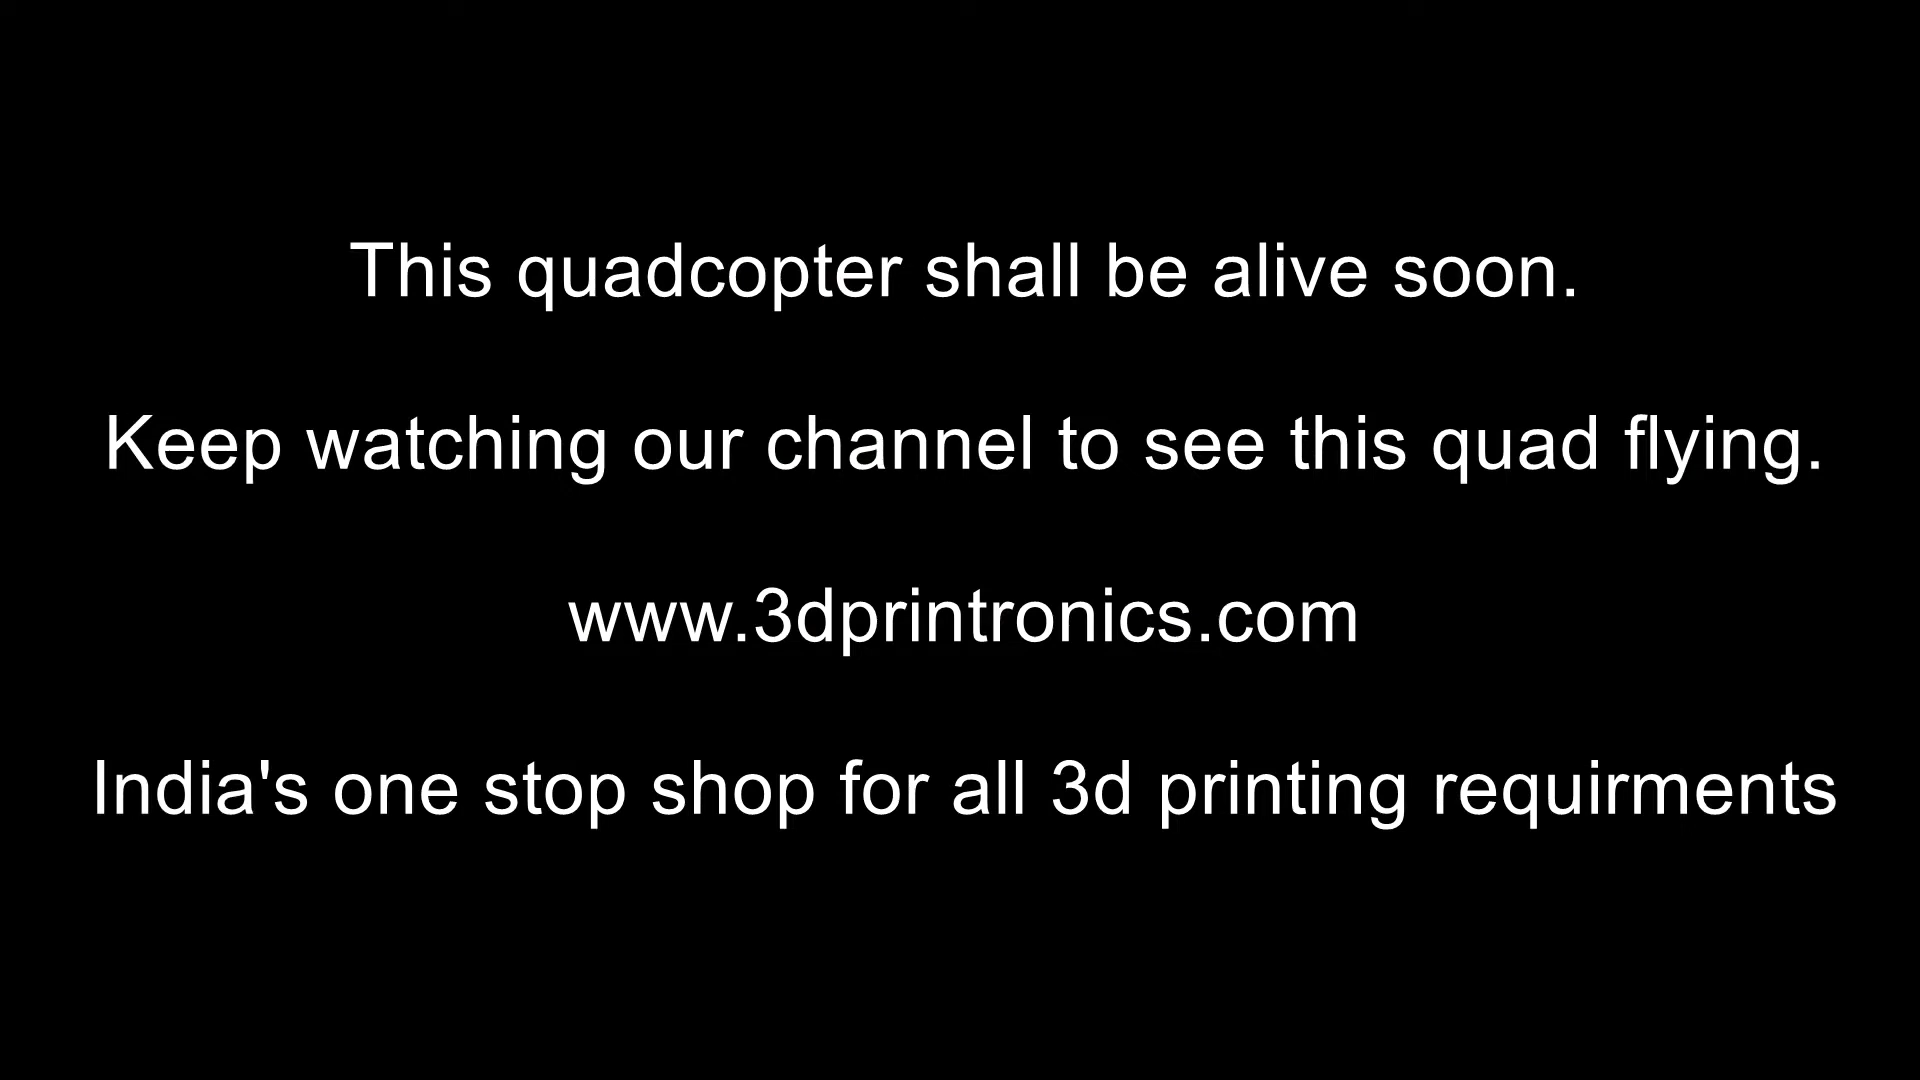 This quadcopter shall be alive soon.
Keep watching our channel to see this quad flying.
www.3dprintronics.com
India's one stop shop for all 3d printing requirments